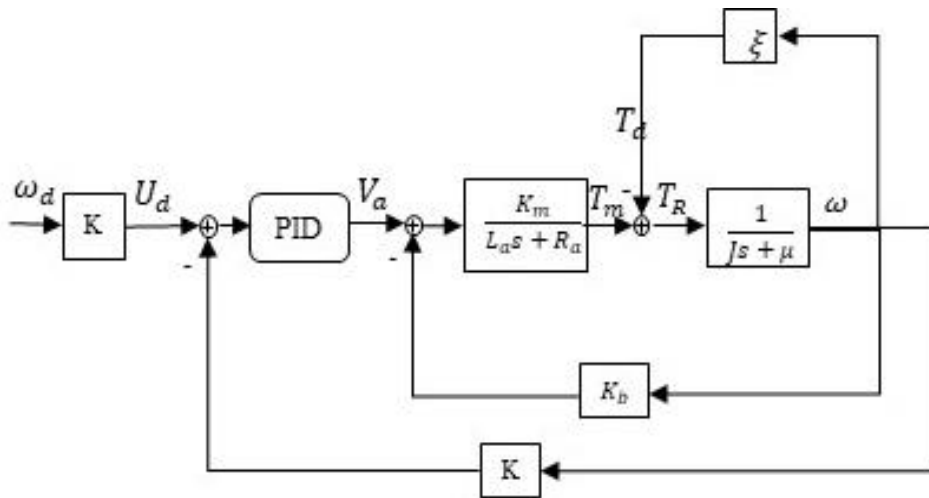 ξ
T_d
ω_d
K
U_d
-
PID
V_a
-
K_m
L_a s + R_a
T_m
-
T_R
1
Js + μ
ω
K_b
K